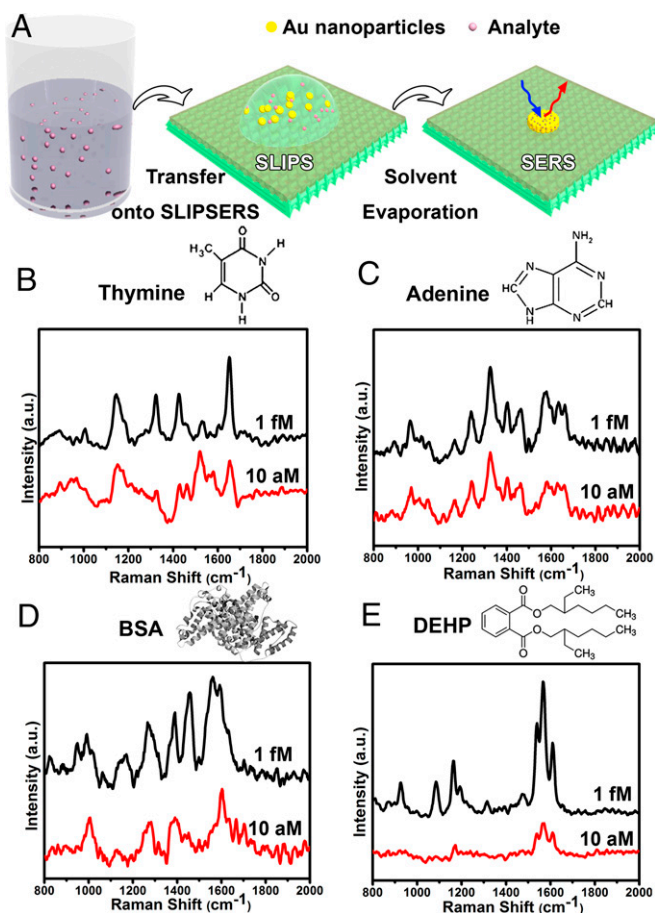 A
Au nanoparticles
Analyte
SLIPS
SERS
Transfer
onto SLIPSERS
Solvent
Evaporation
B
Thymine
O
H₃C
N
H
H
N
O
H
Intensity (a.u.)
1 fM
10 aM
800 1000 1200 1400 1600 1800 2000
Raman Shift (cm⁻¹)
C
Adenine
NH₂
N
N
HC
CH
N
H
N
Intensity (a.u.)
1 fM
10 aM
800 1000 1200 1400 1600 1800 2000
Raman Shift (cm⁻¹)
D
BSA
Intensity (a.u.)
1 fM
10 aM
800 1000 1200 1400 1600 1800 2000
Raman Shift (cm⁻¹)
E
DEHP
O
CH₃
O
CH₃
O
CH₃
O
CH₃
Intensity (a.u.)
1 fM
10 aM
800 1000 1200 1400 1600 1800 2000
Raman Shift (cm⁻¹)